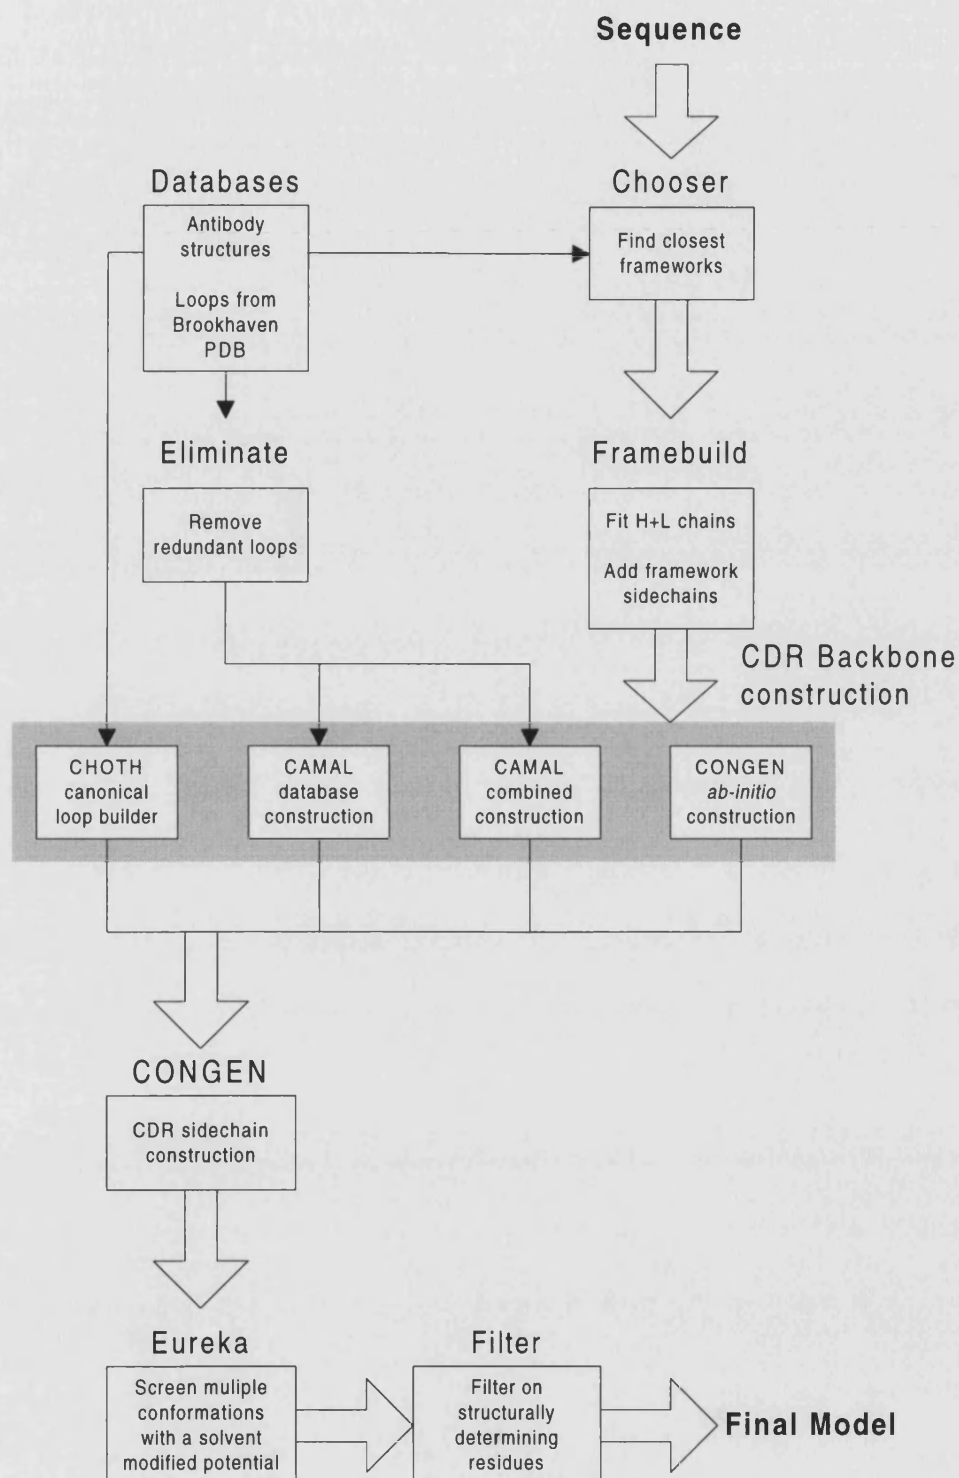 Sequence
Databases
Chooser
Antibody
structures
Loops from
Brookhaven
PDB
Find closest
frameworks
Eliminate
Framebuild
Remove
redundant loops
Fit H+L chains
Add framework
sidechains
CDR Backbone
construction
CHOTH
canonical
loop builder
CAMAL
database
construction
CAMAL
combined
construction
CONGEN
ab-initio
construction
CONGEN
CDR sidechain
construction
Eureka
Filter
Screen muliple
conformations
with a solvent
modified potential
Filter on
structurally
determining
residues
Final Model